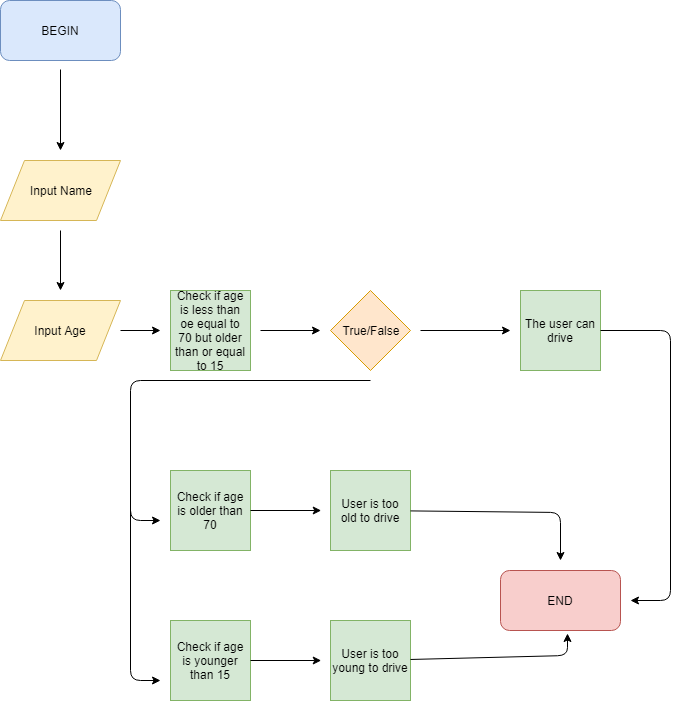 BEGIN
Input Name
Input Age
Check if age
is less than
oe equal to
70 but older
than or equal
to 15
True/False
The user can
drive
Check if age
is older than
70
User is too
old to drive
END
Check if age
is younger
than 15
User is too
young to drive